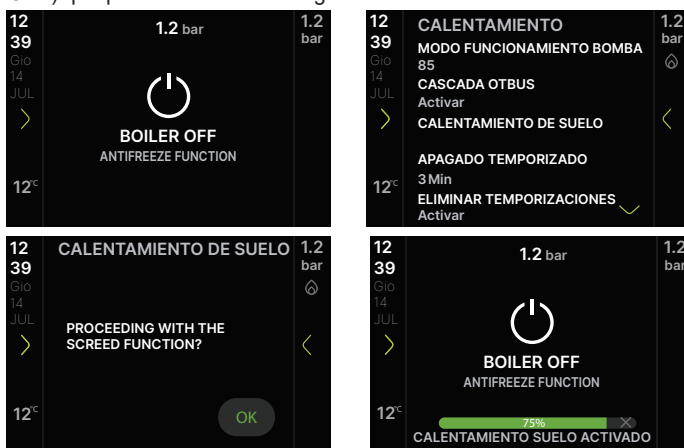 12
39
Gio
14
JUL
12°C
1.2 bar
BOILER OFF
ANTIFREEZE FUNCTION
1.2
bar
12
39
Gio
14
JUL
12°C
CALENTAMIENTO
MODO FUNCIONAMIENTO BOMBA
85
CASCADA OTBUS
Activar
CALENTAMIENTO DE SUELO
APAGADO TEMPORIZADO
3 Min
ELIMINAR TEMPORIZACIONES
Activar
1.2
bar
12
39
Gio
14
JUL
12°C
CALENTAMIENTO DE SUELO
PROCEEDING WITH THE
SCREED FUNCTION?
OK
1.2
bar
12
39
Gio
14
JUL
12°C
1.2 bar
BOILER OFF
ANTIFREEZE FUNCTION
75%
CALENTAMIENTO SUELO ACTIVADO
1.2
bar